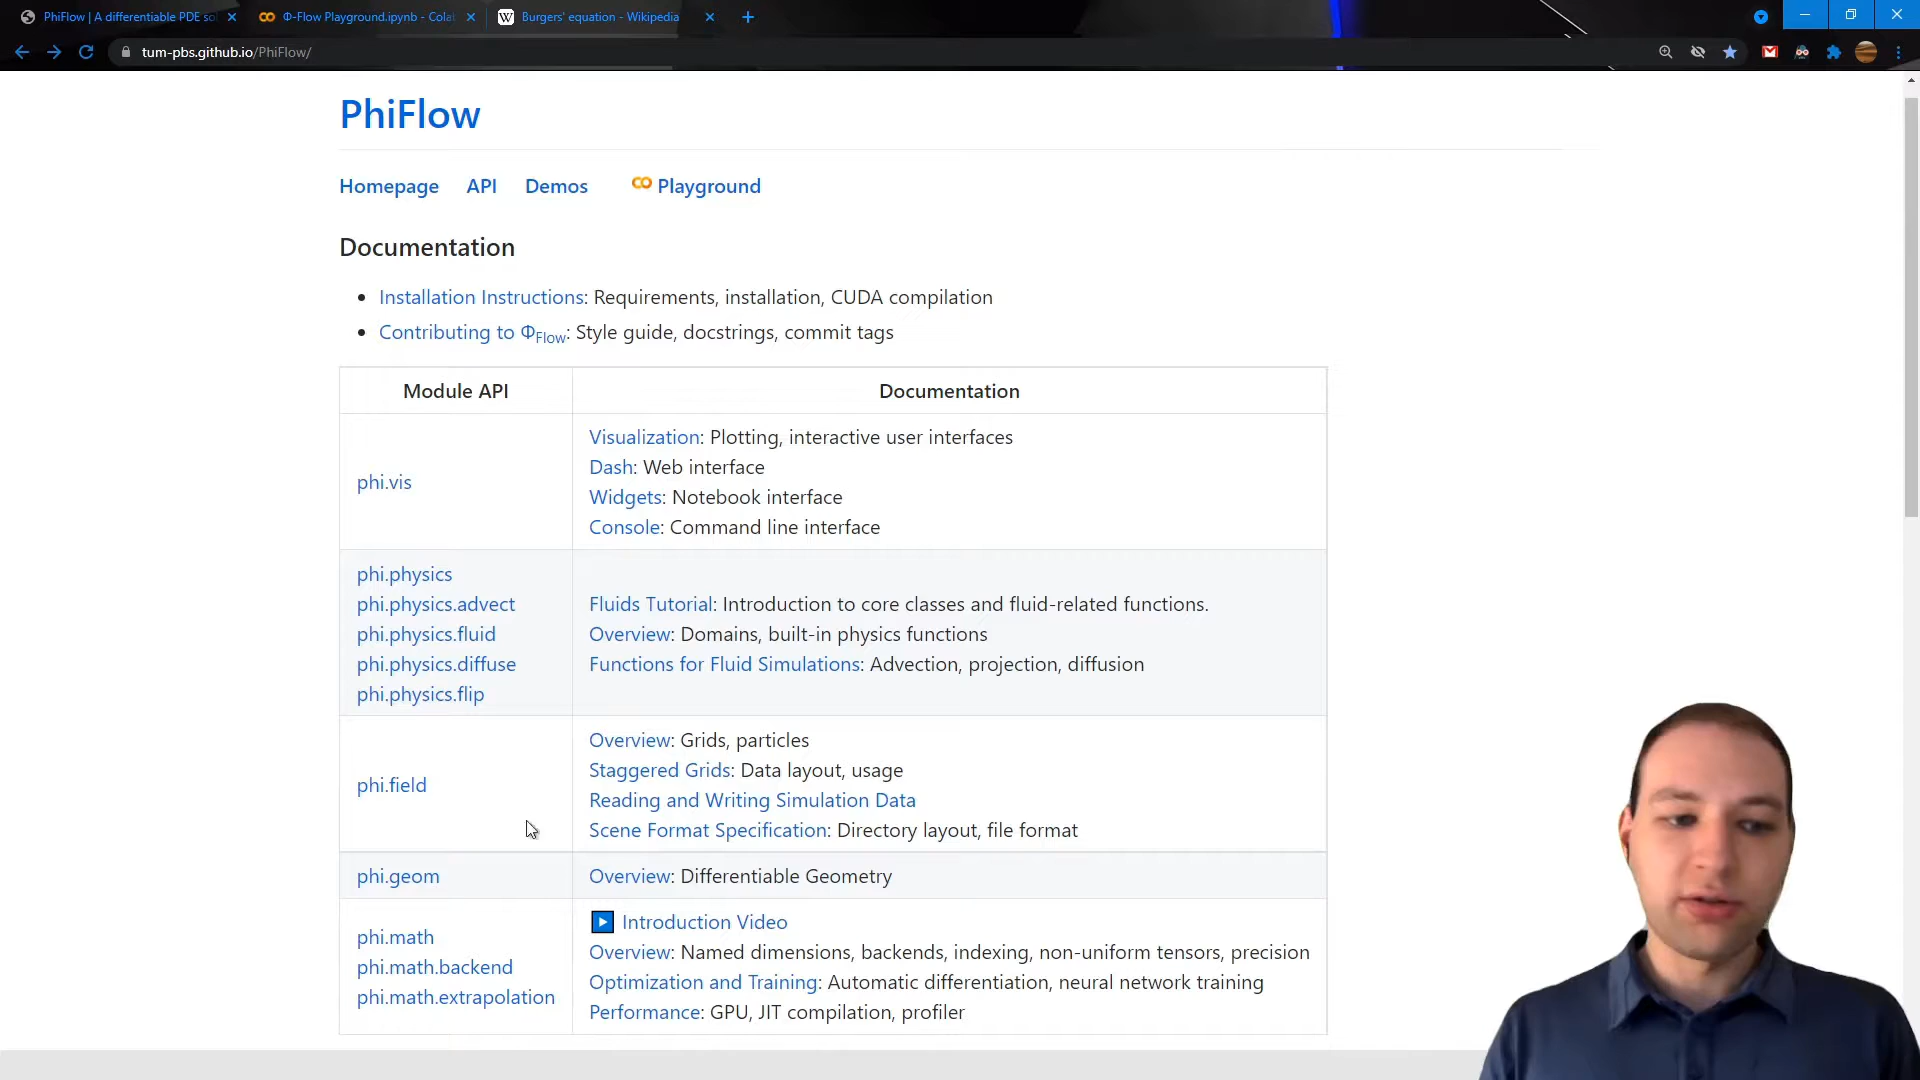 PhiFlow | A differentiable PDE sol
Φ-Flow Playground.ipynb - Colab
Burgers' equation - Wikipedia
tum-pbs.github.io/PhiFlow/
PhiFlow
Homepage API Demos Playground
Documentation
Installation Instructions: Requirements, installation, CUDA compilation
Contributing to ΦFlow: Style guide, docstrings, commit tags
Module API Documentation
phi.vis
Visualization: Plotting, interactive user interfaces
Dash: Web interface
Widgets: Notebook interface
Console: Command line interface
phi.physics
phi.physics.advect
phi.physics.fluid
phi.physics.diffuse
phi.physics.flip
Fluids Tutorial: Introduction to core classes and fluid-related functions.
Overview: Domains, built-in physics functions
Functions for Fluid Simulations: Advection, projection, diffusion
phi.field
Overview: Grids, particles
Staggered Grids: Data layout, usage
Reading and Writing Simulation Data
Scene Format Specification: Directory layout, file format
phi.geom
Overview: Differentiable Geometry
phi.math
phi.math.backend
phi.math.extrapolation
Introduction Video
Overview: Named dimensions, backends, indexing, non-uniform tensors, precision
Optimization and Training: Automatic differentiation, neural network training
Performance: GPU, JIT compilation, profiler